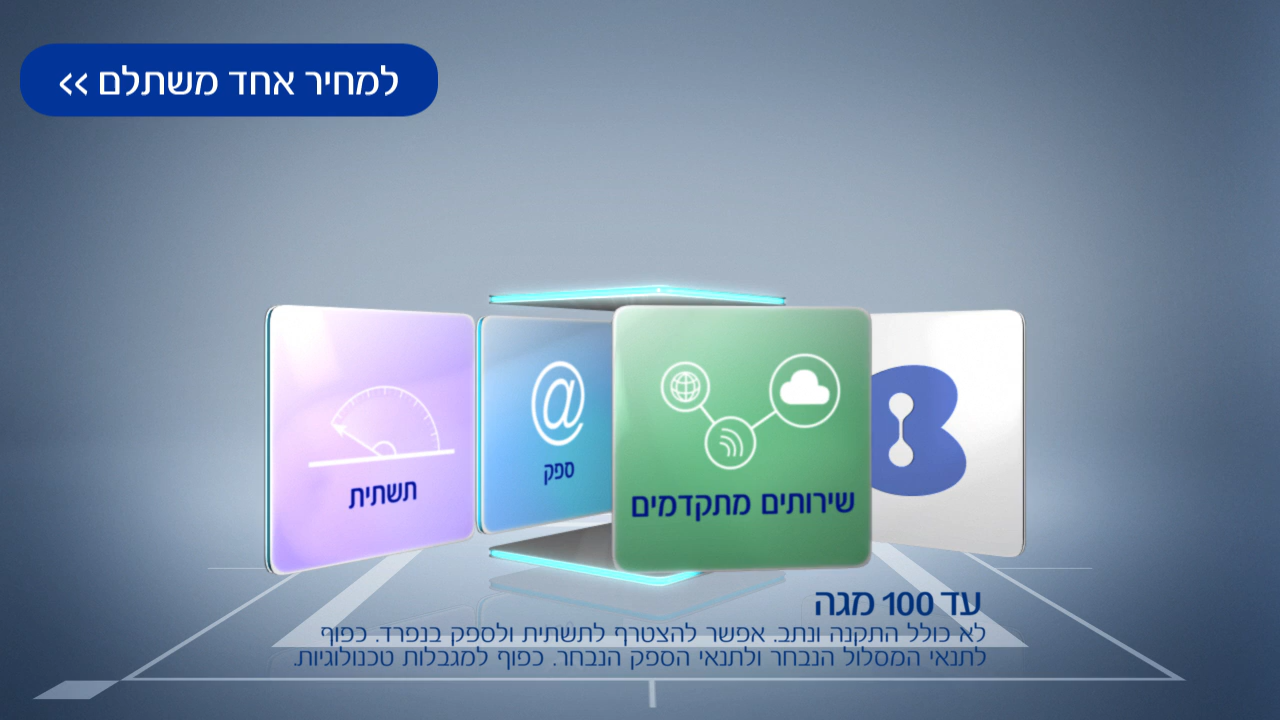 למחיר אחד משתלם >>
תשתית
@
ספק
שירותים מתקדמים
B
עד 100 מגה
לא כולל התקנה ונתב. אפשר להצטרף לתשתית ולספק בנפרד. כפוף
לתנאי המסלול הנבחר ולתנאי הספק הנבחר. כפוף למגבלות טכנולוגיות.